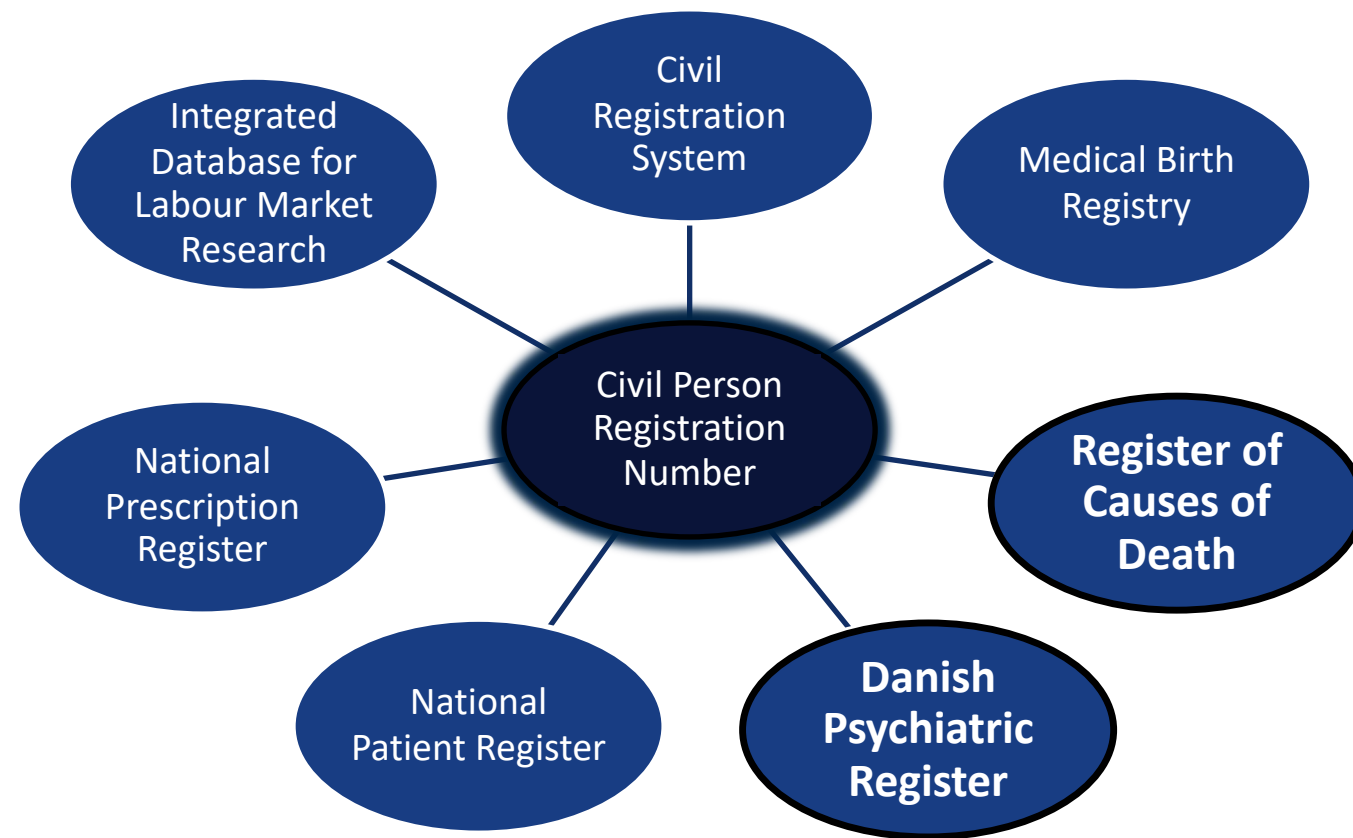 Civil
Registration
System
Integrated
Database for
Labour Market
Research
Medical Birth
Registry
Civil Person
Registration
Number
Register of
Causes of
Death
National
Prescription
Register
Danish
Psychiatric
Register
National
Patient Register